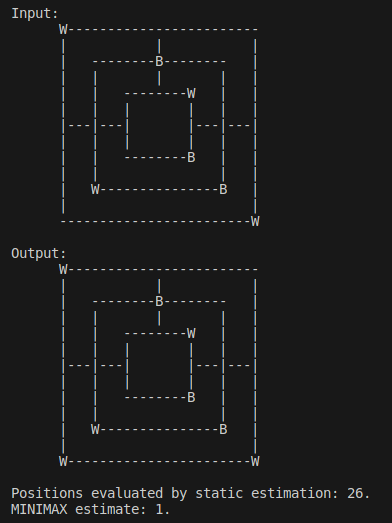 Input:
W------------------------
|           |           |
|   --------B--------   |
|   |       |       |   |
|   |   --------W   |   |
|   |   |       |   |   |
|---|---|       |---|---|
|   |   |       |   |   |
|   |   --------B   |   |
|   |               |   |
|   W---------------B   |
|                       |
------------------------W
Output:
W------------------------
|           |           |
|   --------B--------   |
|   |       |       |   |
|   |   --------W   |   |
|   |   |       |   |   |
|---|---|       |---|---|
|   |   |       |   |   |
|   |   --------B   |   |
|   |               |   |
|   W---------------B   |
|                       |
W-----------------------W
Positions evaluated by static estimation: 26.
MINIMAX estimate: 1.